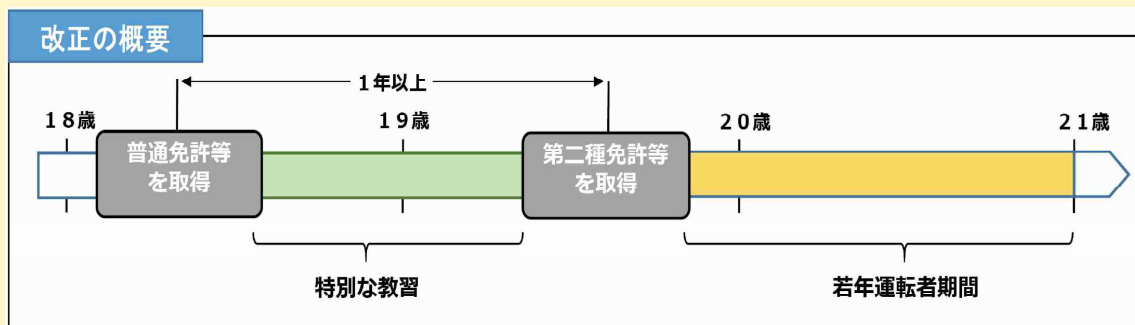 改正の概要
１年以上
１８歳
１９歳
２０歳
２１歳
普通免許等
を取得
第二種免許等
を取得
特別な教習
若年運転者期間